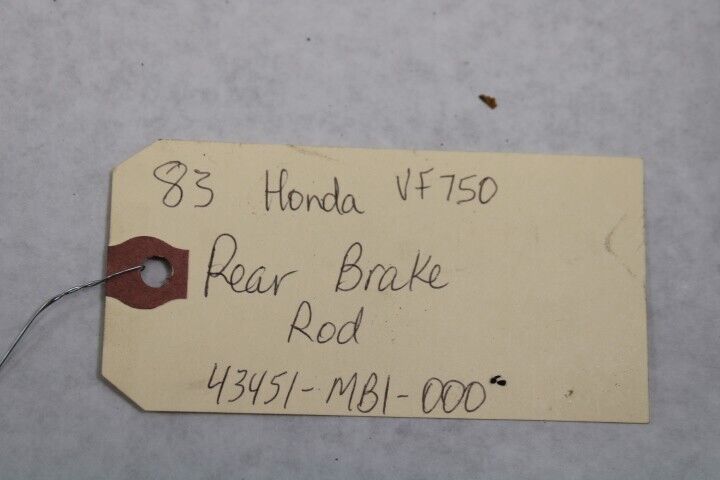 83 Honda VF750
Rear Brake
Rod
43451-MB1-000